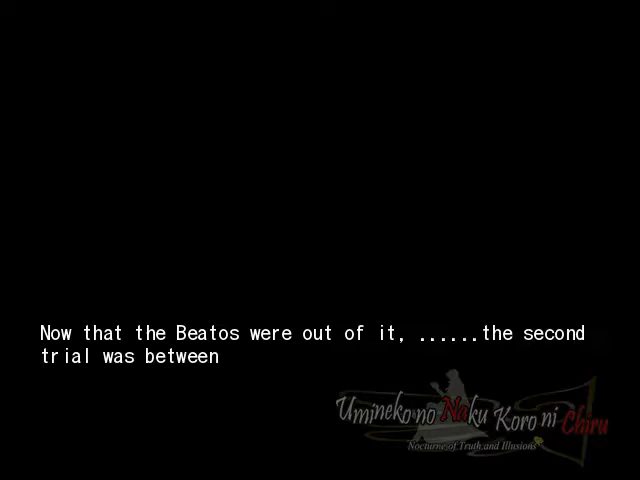 Now that the Beatos were out of it, ......the second
trial was between
Umineko no Naku Koro ni Chiru
Nocturne of Truth and Illusions